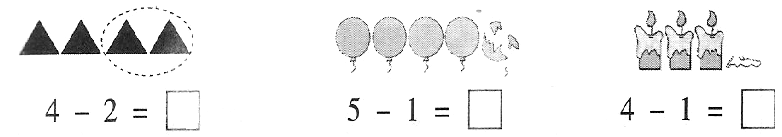 4 - 2 = □ 5 - 1 = □ 4 - 1 = □